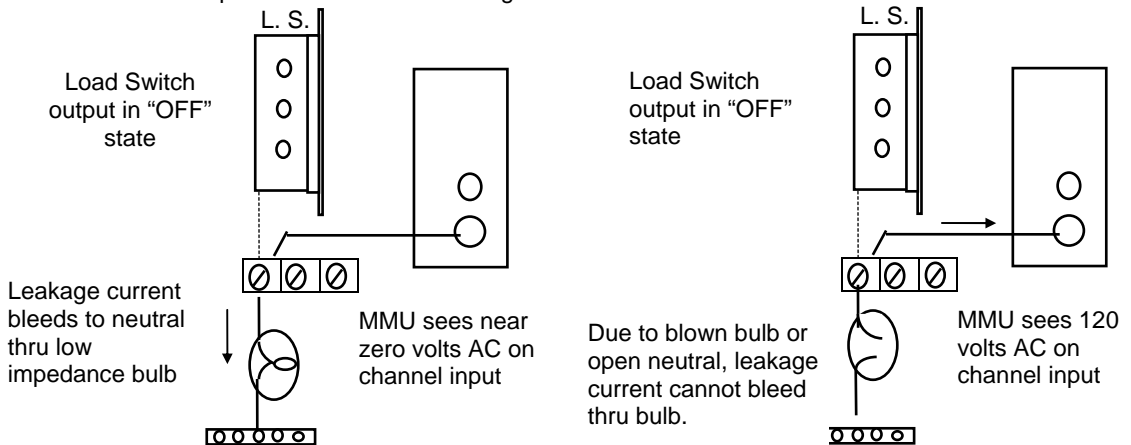 L. S.
Load Switch
output in “OFF”
state
Leakage current
bleeds to neutral
thru low
impedance bulb
MMU sees near
zero volts AC on
channel input
L. S.
Load Switch
output in “OFF”
state
Due to blown bulb or
open neutral, leakage
current cannot bleed
thru bulb.
MMU sees 120
volts AC on
channel input